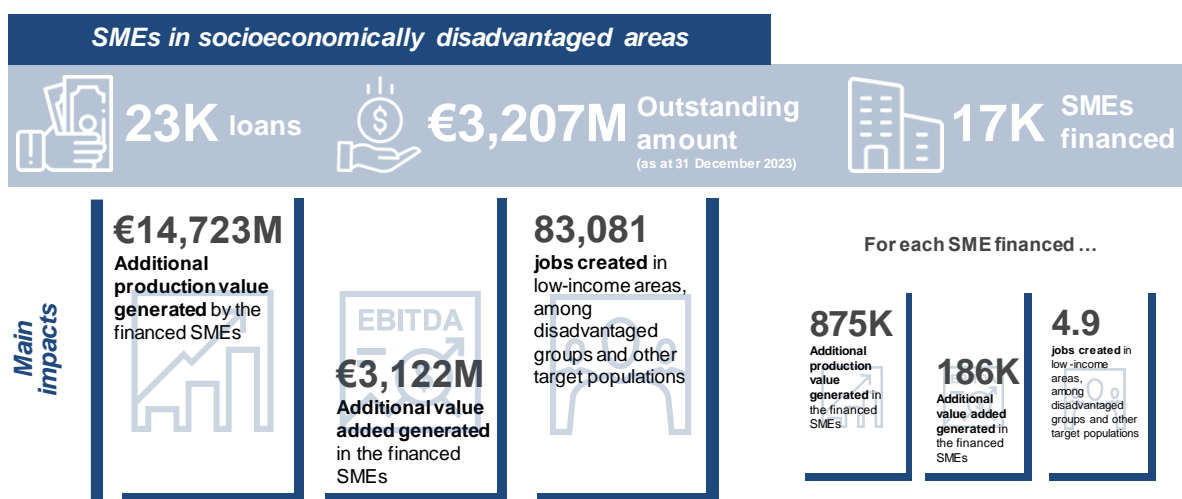 SMEs in socioeconomically disadvantaged areas
23K loans
€3,207M Outstanding
amount
(as at 31 December 2023)
17K SMEs
financed
Main
impacts
€14,723M
Additional
production value
generated by the
financed SMEs
EBITDA
€3,122M
Additional value
added generated
in the financed
SMEs
83,081
jobs created in
low-income areas,
among
disadvantaged
groups and other
target populations
For each SME financed ...
875K
Additional
production
value
generated in
the financed
SMEs
EBITDA
186K
Additional
value added
generated in
the financed
SMEs
4.9
jobs created in
low-income
areas,
among
disadvantaged
groups and other
target populations